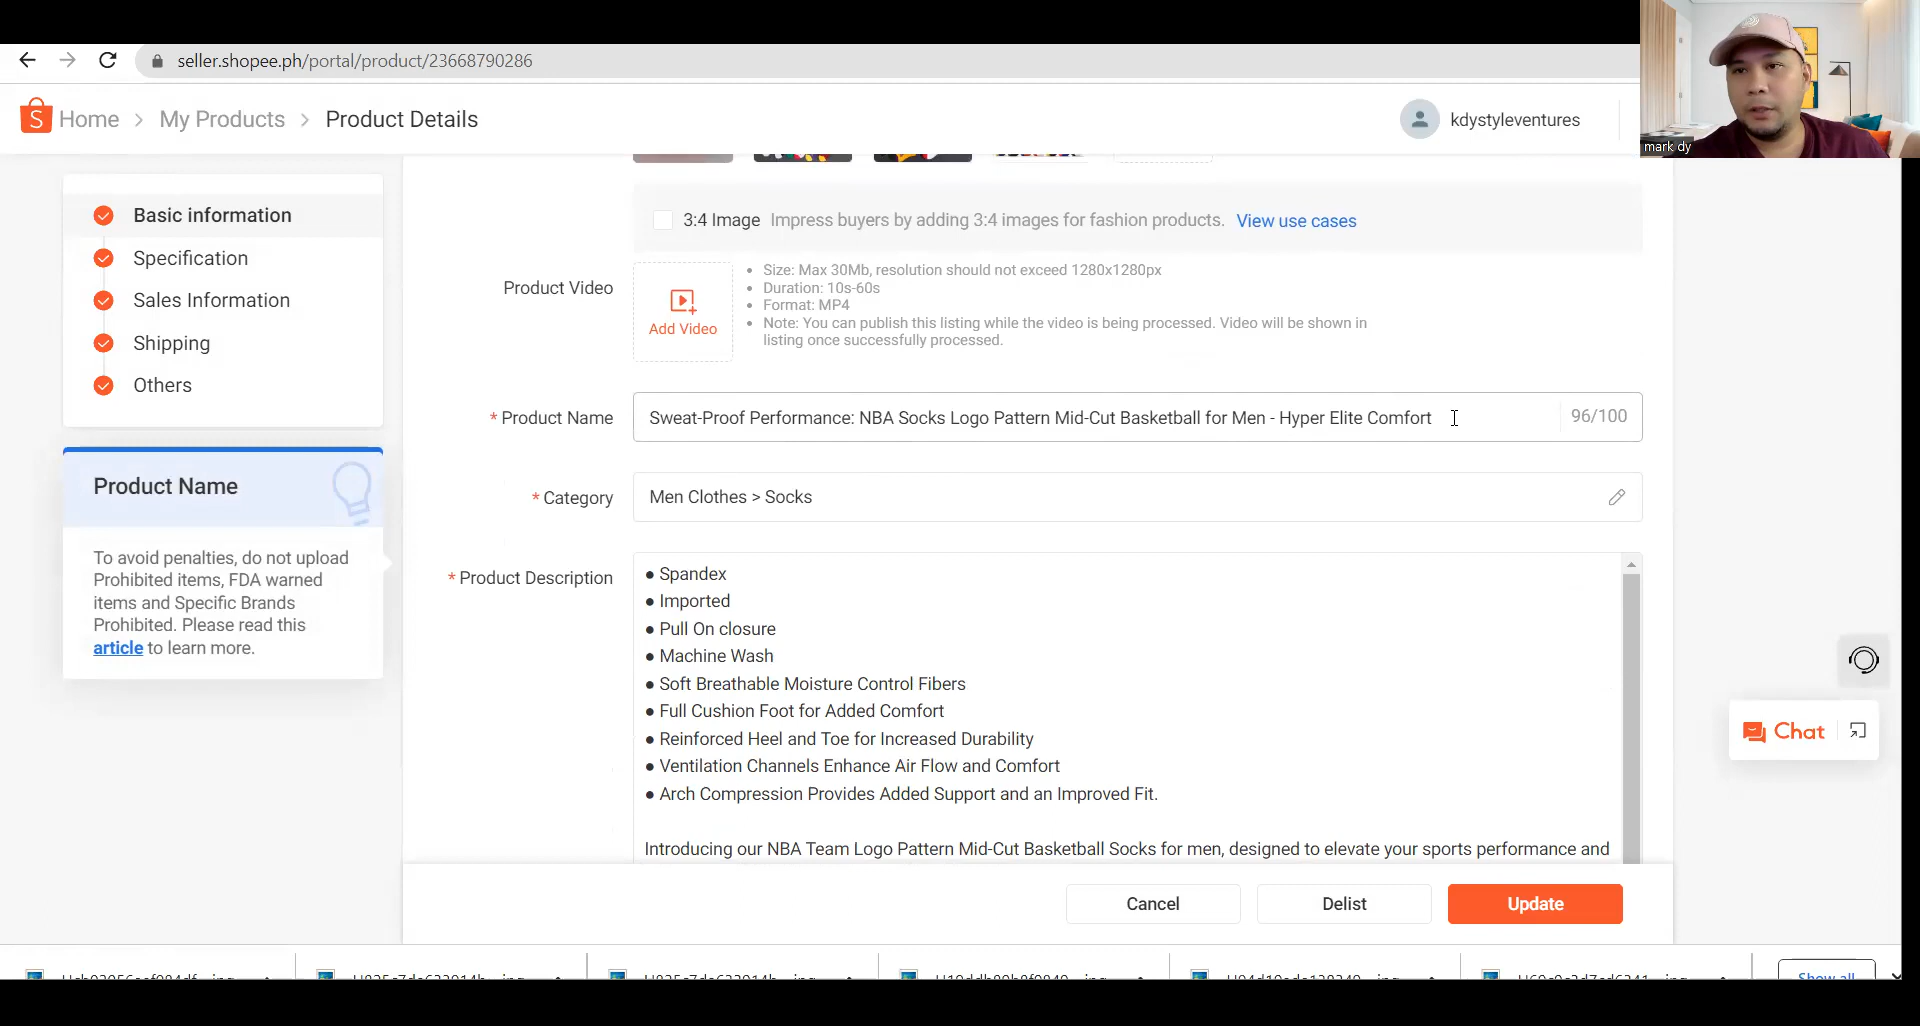 seller.shopee.ph/portal/product/23668790286
Home > My Products > Product Details
kdystyleventures
mark dy
Basic information
Specification
Sales Information
Shipping
Others
Product Name
To avoid penalties, do not upload
Prohibited items, FDA warned
items and Specific Brands
Prohibited. Please read this
article to learn more.
3:4 Image Impress buyers by adding 3:4 images for fashion products. View use cases
Product Video
Add Video
• Size: Max 30Mb, resolution should not exceed 1280x1280px
• Duration: 10s-60s
• Format: MP4
• Note: You can publish this listing while the video is being processed. Video will be shown in
listing once successfully processed.
* Product Name
Sweat-Proof Performance: NBA Socks Logo Pattern Mid-Cut Basketball for Men - Hyper Elite Comfort
96/100
* Category
Men Clothes > Socks
* Product Description
● Spandex
● Imported
● Pull On closure
● Machine Wash
● Soft Breathable Moisture Control Fibers
● Full Cushion Foot for Added Comfort
● Reinforced Heel and Toe for Increased Durability
● Ventilation Channels Enhance Air Flow and Comfort
● Arch Compression Provides Added Support and an Improved Fit.
Introducing our NBA Team Logo Pattern Mid-Cut Basketball Socks for men, designed to elevate your sports performance and
Chat
Cancel
Delist
Update
Show all